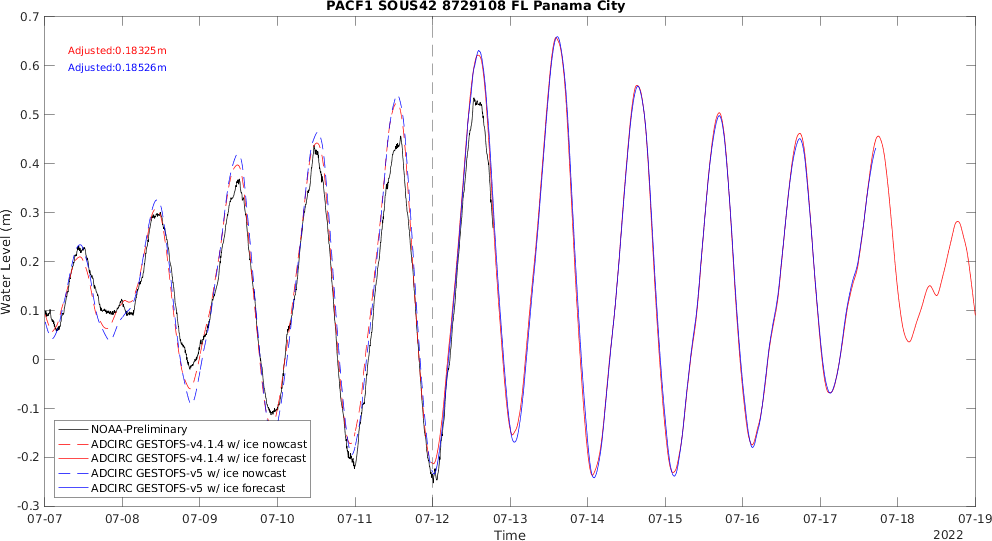 PACF1 SOUS42 8729108 FL Panama City
Adjusted:0.18325m
Adjusted:0.18526m
0.7
0.6
0.5
0.4
0.3
0.2
0.1
0
-0.1
-0.2
-0.3
Water Level (m)
NOAA-Preliminary
ADCIRC GESTOFS-v4.1.4 w/ ice nowcast
ADCIRC GESTOFS-v4.1.4 w/ ice forecast
ADCIRC GESTOFS-v5 w/ ice nowcast
ADCIRC GESTOFS-v5 w/ ice forecast
07-07 07-08 07-09 07-10 07-11 07-12 07-13 07-14 07-15 07-16 07-17 07-18 07-19
Time
2022